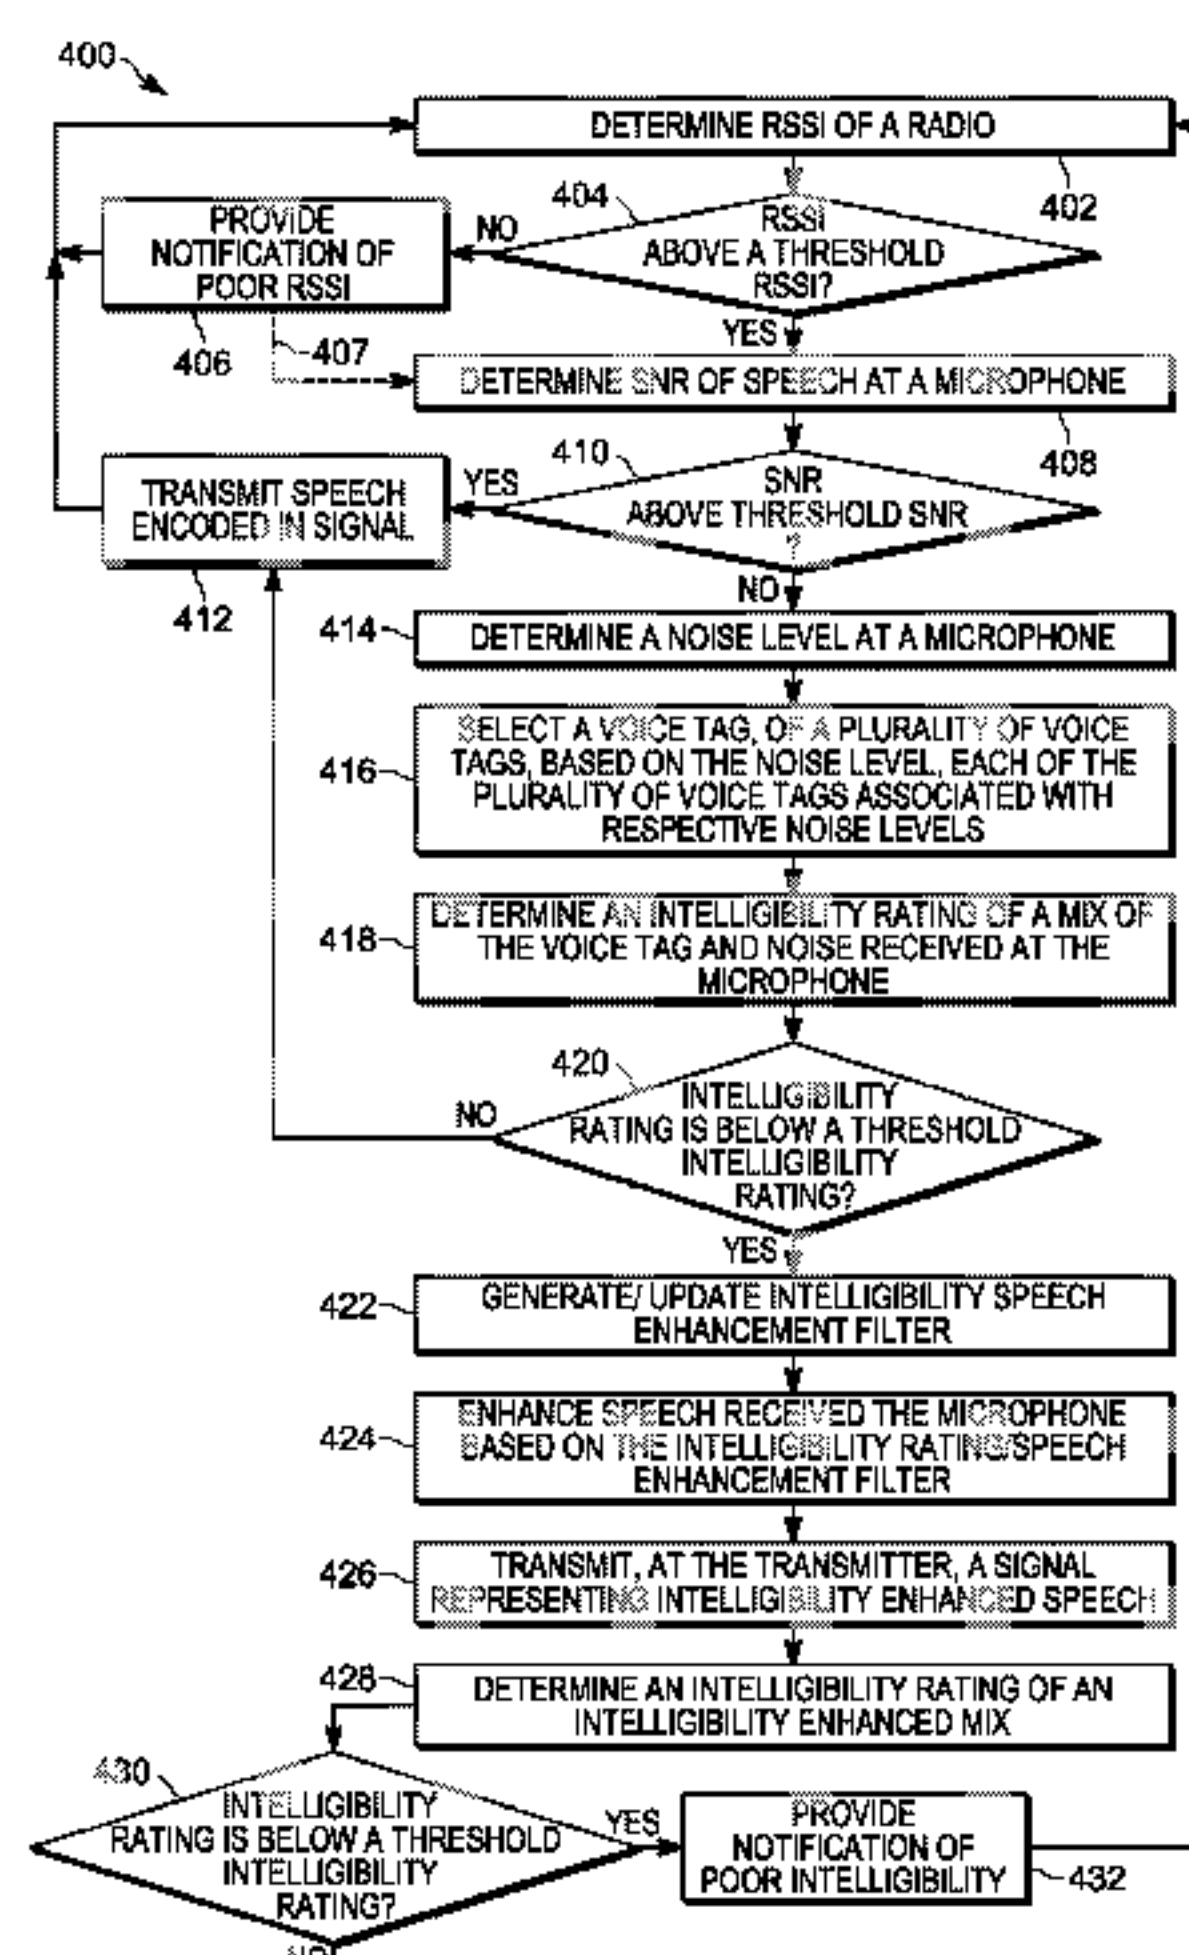 400
DETERMINE RSSI OF A RADIO
402
404
RSSI
ABOVE A THRESHOLD
RSSI?
NO
PROVIDE
NOTIFICATION OF
POOR RSSI
406
407
YES
DETERMINE SNR OF SPEECH AT A MICROPHONE
408
410
SNR
ABOVE THRESHOLD SNR
?
YES
TRANSMIT SPEECH
ENCODED IN SIGNAL
412
NO
414
DETERMINE A NOISE LEVEL AT A MICROPHONE
416
SELECT A VOICE TAG, OF A PLURALITY OF VOICE
TAGS, BASED ON THE NOISE LEVEL, EACH OF THE
PLURALITY OF VOICE TAGS ASSOCIATED WITH
RESPECTIVE NOISE LEVELS
418
DETERMINE AN INTELLIGIBILITY RATING OF A MIX OF
THE VOICE TAG AND NOISE RECEIVED AT THE
MICROPHONE
420
INTELLIGIBILITY
RATING IS BELOW A THRESHOLD
INTELLIGIBILITY
RATING?
NO
YES
422
GENERATE/ UPDATE INTELLIGIBILITY SPEECH
ENHANCEMENT FILTER
424
ENHANCE SPEECH RECEIVED THE MICROPHONE
BASED ON THE INTELLIGIBILITY RATING/SPEECH
ENHANCEMENT FILTER
426
TRANSMIT, AT THE TRANSMITTER, A SIGNAL
REPRESENTING INTELLIGIBILITY ENHANCED SPEECH
428
DETERMINE AN INTELLIGIBILITY RATING OF AN
INTELLIGIBILITY ENHANCED MIX
430
INTELLIGIBILITY
RATING IS BELOW A THRESHOLD
INTELLIGIBILITY
RATING?
YES
PROVIDE
NOTIFICATION OF
POOR INTELLIGIBILITY
432